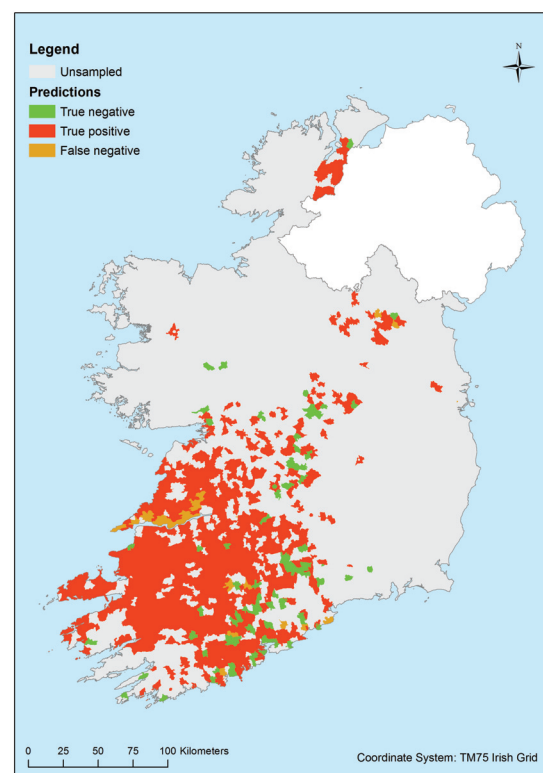 Legend
N
Unsampled
Predictions
True negative
True positive
False negative
0 25 50 75 100 Kilometers
Coordinate System: TM75 Irish Grid